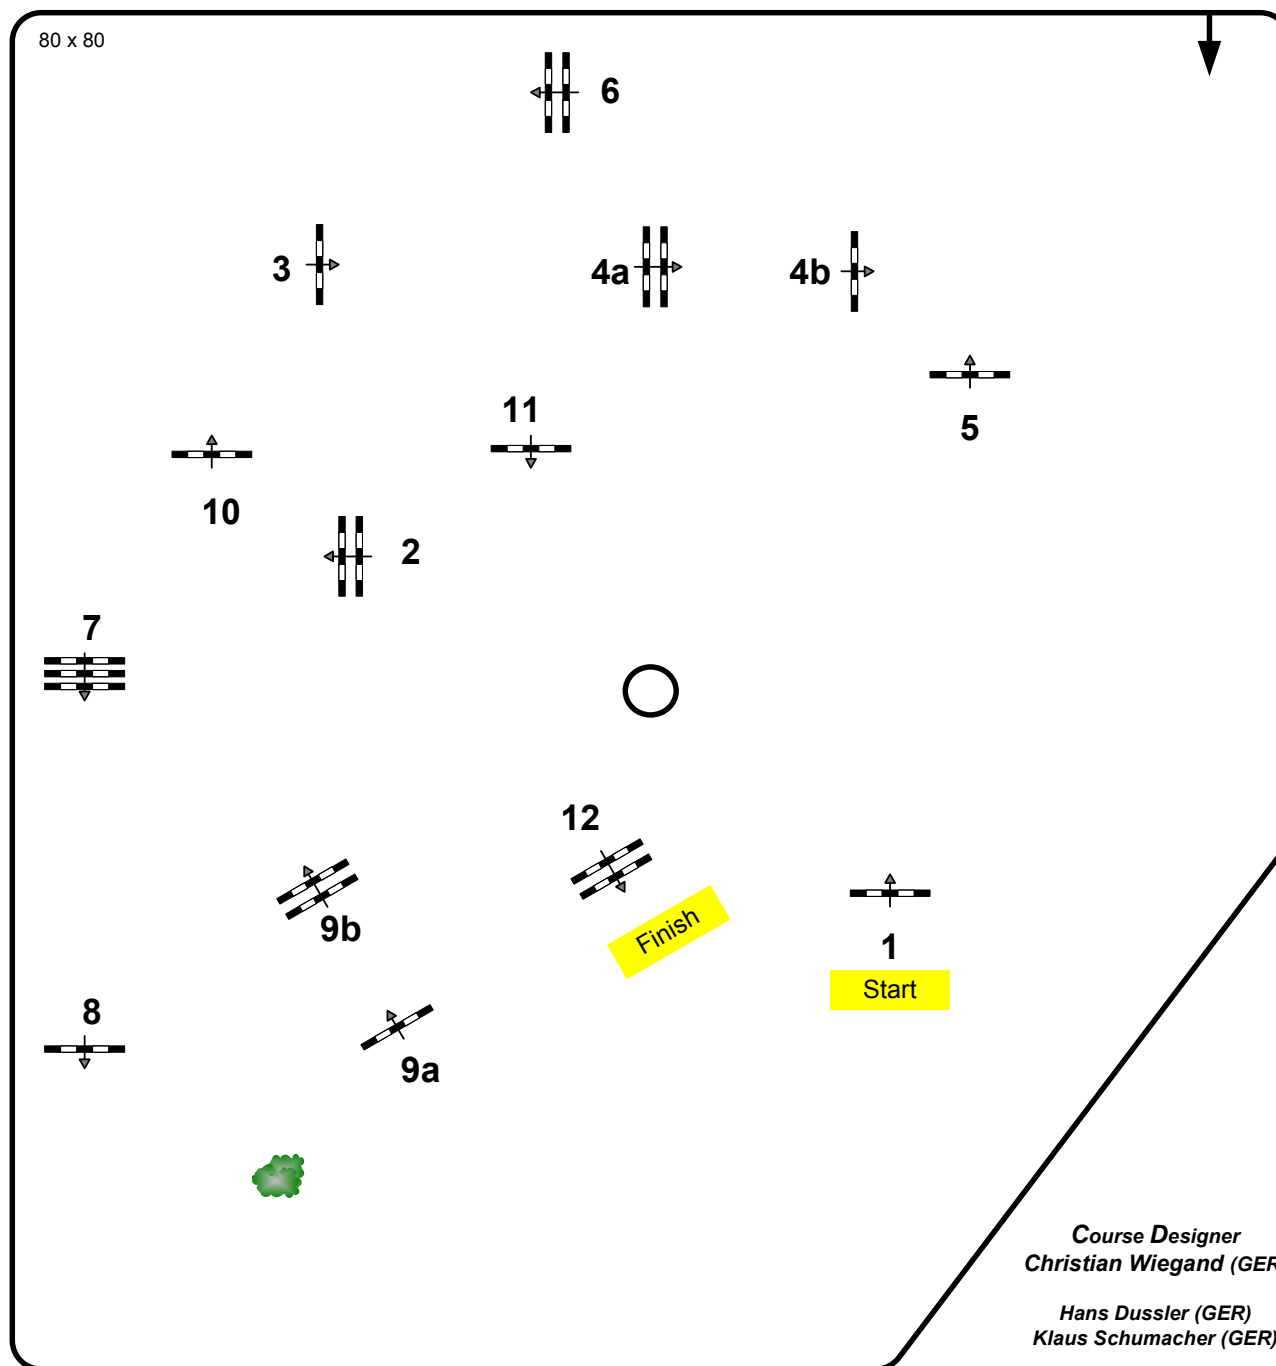 80 x 80
6
3
4a
4b
11
5
10
2
7
12
9b
Finish
1
Start
8
9a
Course Designer
Christian Wiegand (GER
Hans Dussler (GER)
Klaus Schumacher (GER)